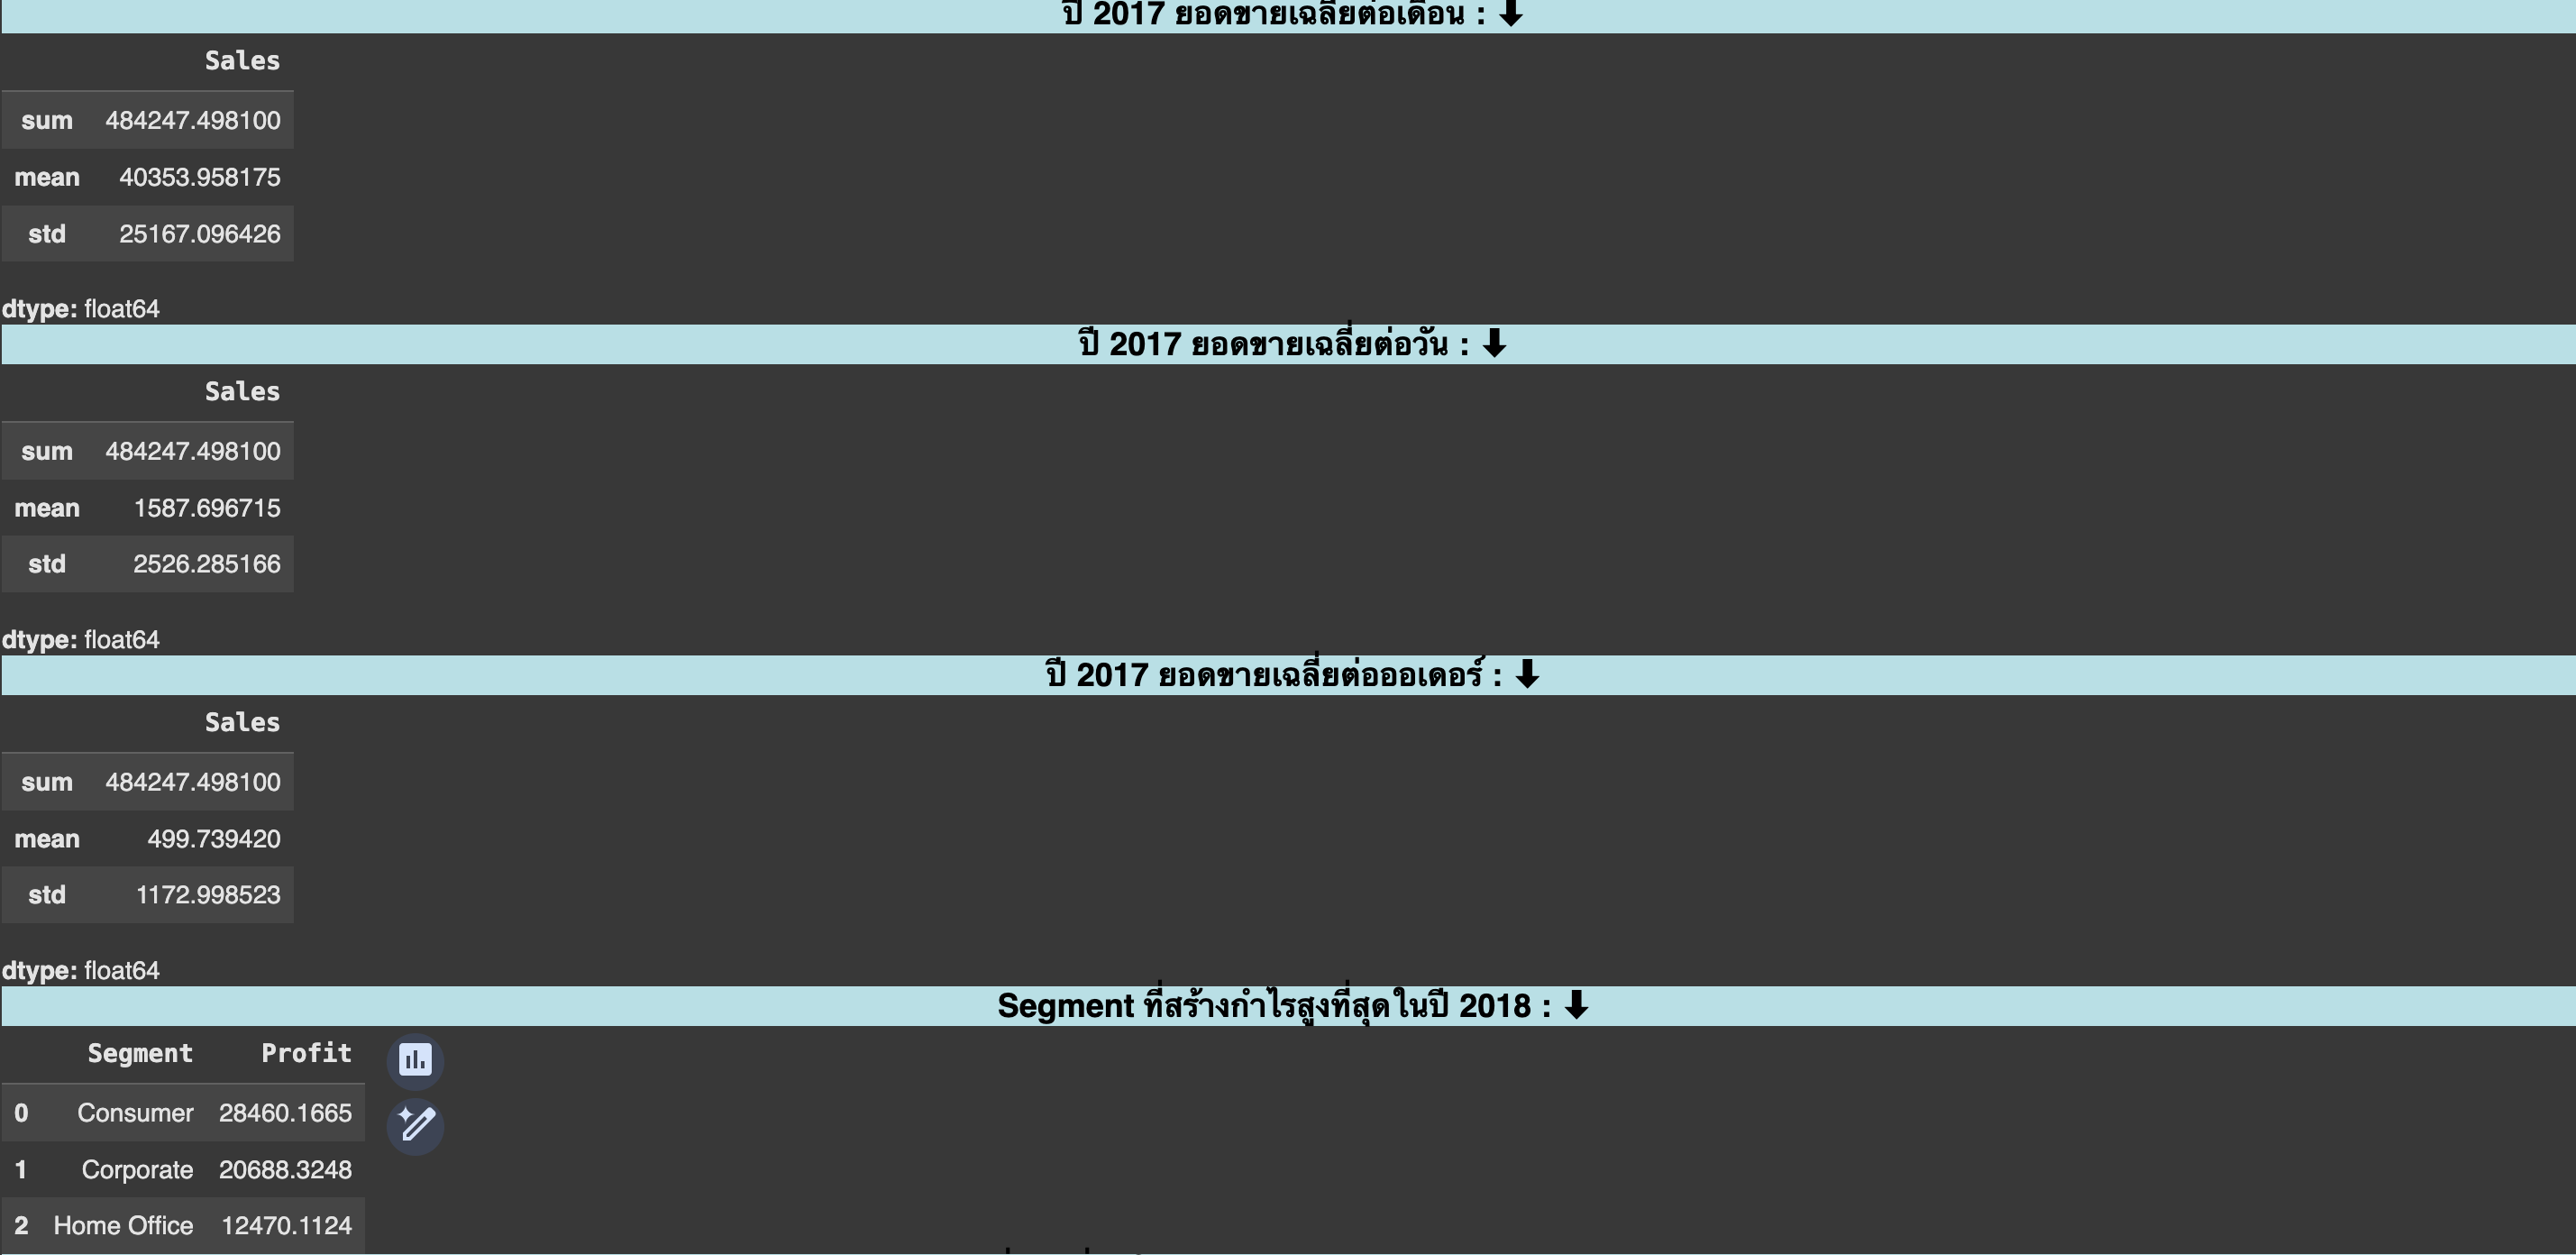 ปี 2017 ยอดขายเฉลี่ยต่อเดือน : ⬇
Sales
sum 484247.498100
mean 40353.958175
std 25167.096426
dtype: float64
ปี 2017 ยอดขายเฉลี่ยต่อวัน : ⬇
Sales
sum 484247.498100
mean 1587.696715
std 2526.285166
dtype: float64
ปี 2017 ยอดขายเฉลี่ยต่อออเดอร์ : ⬇
Sales
sum 484247.498100
mean 499.739420
std 1172.998523
dtype: float64
Segment ที่สร้างกำไรสูงที่สุดในปี 2018 : ⬇
Segment Profit
0 Consumer 28460.1665
1 Corporate 20688.3248
2 Home Office 12470.1124